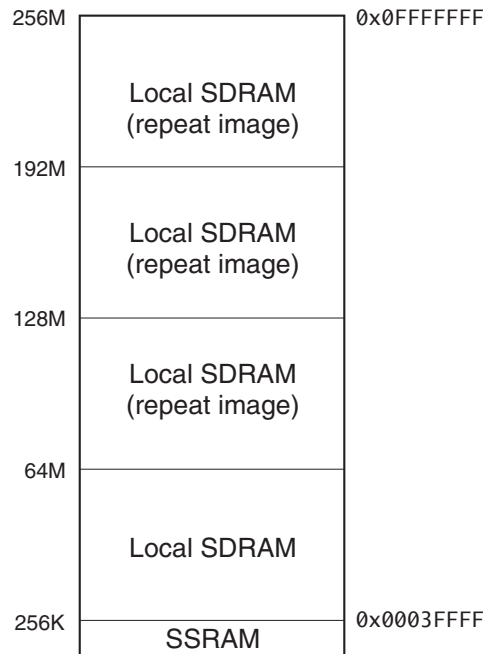 256M
0x0FFFFFFF
Local SDRAM
(repeat image)
192M
Local SDRAM
(repeat image)
128M
Local SDRAM
(repeat image)
64M
Local SDRAM
256K
0x0003FFFF
SSRAM